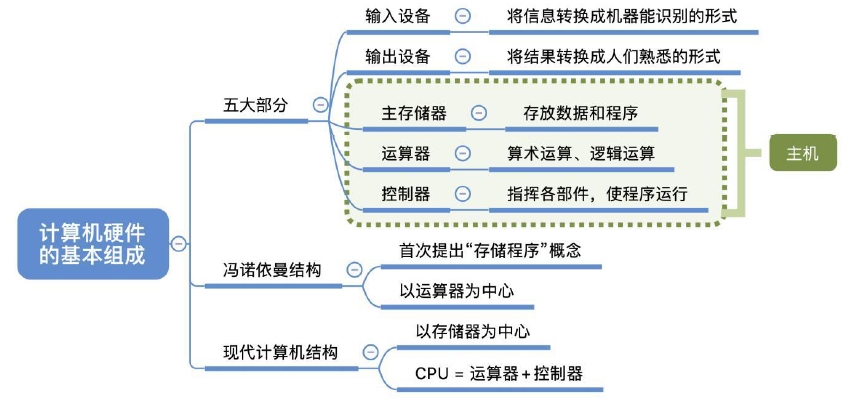 输入设备
将信息转换成机器能识别的形式
输出设备
将结果转换成人们熟悉的形式
五大部分
主存储器
存放数据和程序
运算器
算术运算、逻辑运算
主机
控制器
指挥各部件，使程序运行
计算机硬件
的基本组成
冯诺依曼结构
首次提出“存储程序”概念
以运算器为中心
现代计算机结构
以存储器为中心
CPU = 运算器+控制器